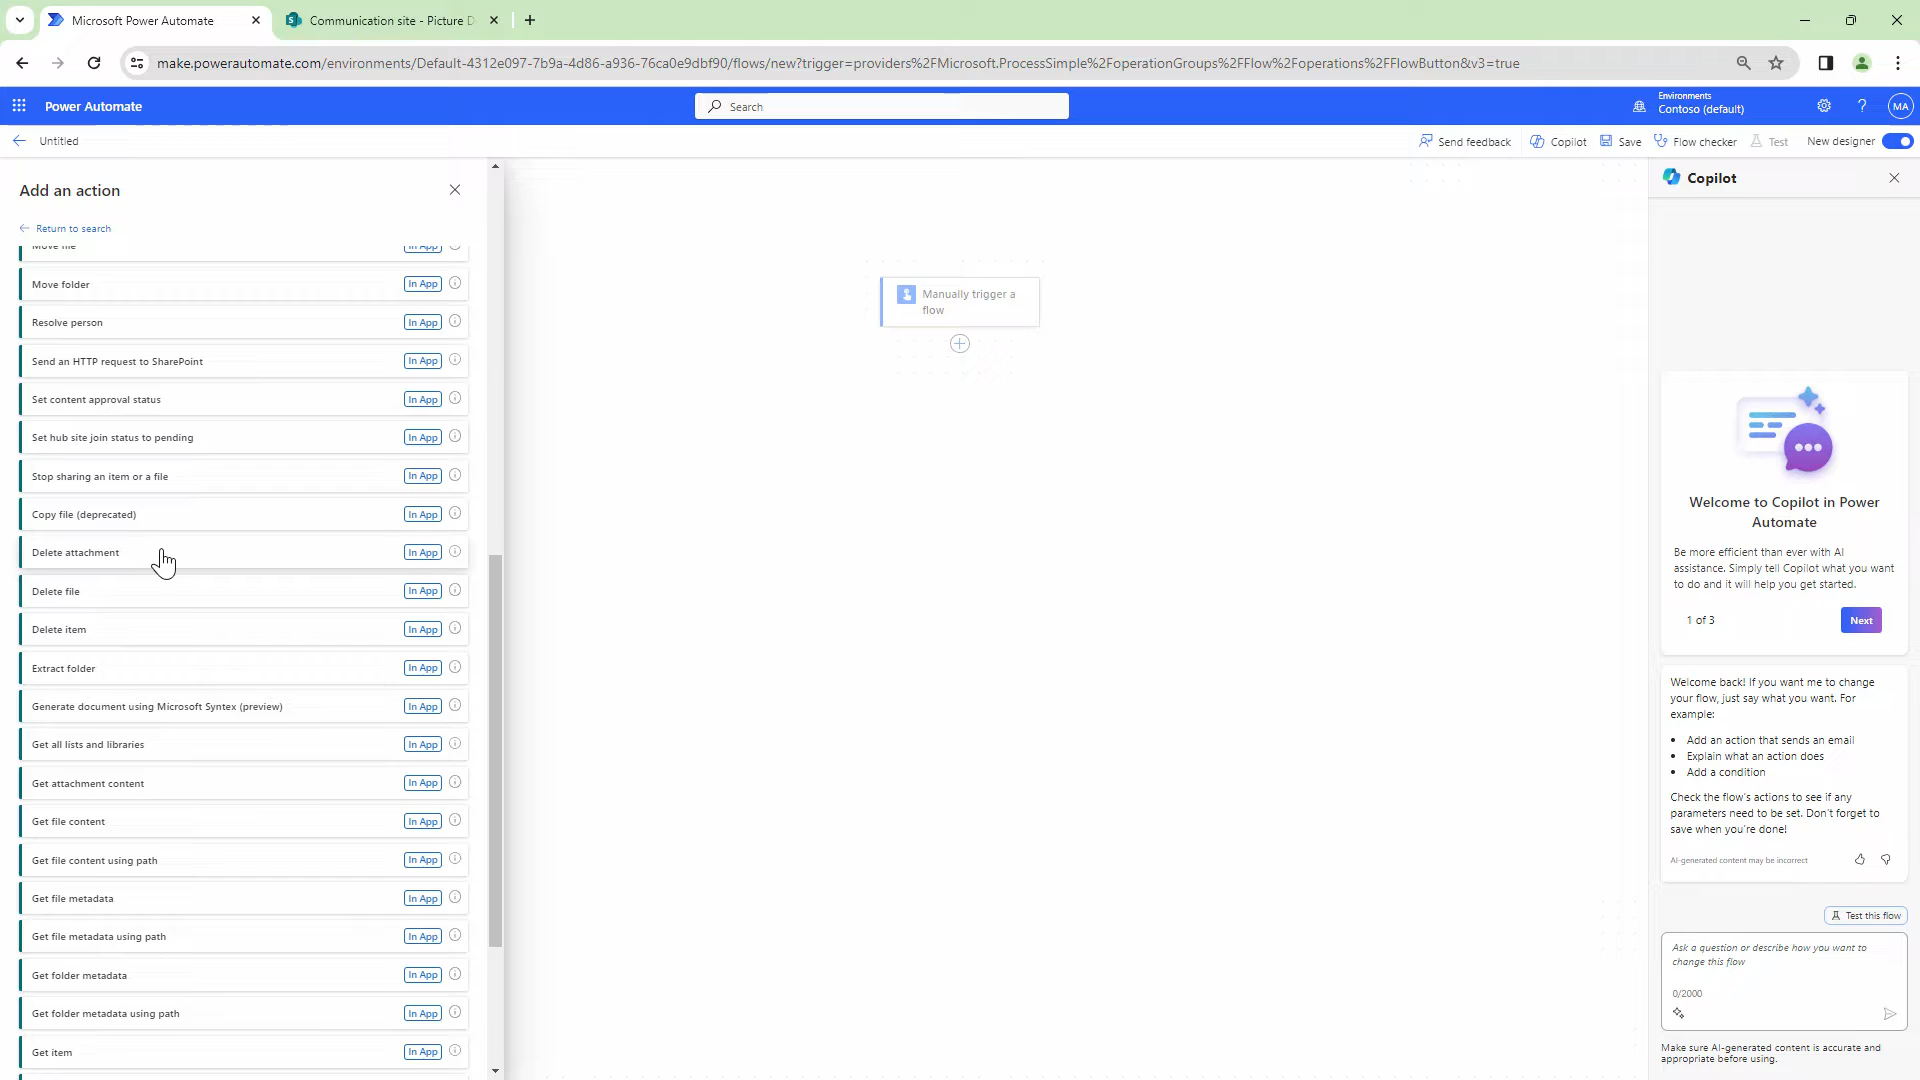 Microsoft Power Automate
Communication site - Picture D
make.powerautomate.com/environments/Default-4312e097-7b9a-4d86-a936-76ca0e9dbf90/flows/new?trigger=providers%2FMicrosoft.ProcessSimple%2FoperationGroups%2FFlow%2Foperations%2FFlowButton&v3=true
Power Automate
Search
Environments
Contoso (default)
?
MA
Untitled
Send feedback
Copilot
Save
Flow checker
Test
New designer
Add an action
Return to search
Move file In App
Move folder In App
Resolve person In App
Send an HTTP request to SharePoint In App
Set content approval status In App
Set hub site join status to pending In App
Stop sharing an item or a file In App
Copy file (deprecated) In App
Delete attachment In App
Delete file In App
Delete item In App
Extract folder In App
Generate document using Microsoft Syntex (preview) In App
Get all lists and libraries In App
Get attachment content In App
Get file content In App
Get file content using path In App
Get file metadata In App
Get file metadata using path In App
Get folder metadata In App
Get folder metadata using path In App
Get item In App
Manually trigger a
flow
Copilot
Welcome to Copilot in Power
Automate
Be more efficient than ever with AI
assistance. Simply tell Copilot what you want
to do and it will help you get started.
1 of 3
Next
Welcome back! If you want me to change
your flow, just say what you want. For
example:
• Add an action that sends an email
• Explain what an action does
• Add a condition
Check the flow's actions to see if any
parameters need to be set. Don't forget to
save when you're done!
AI-generated content may be incorrect
Test this flow
Ask a question or describe how you want to
change this flow
0/2000
Make sure AI-generated content is accurate and
appropriate before using.